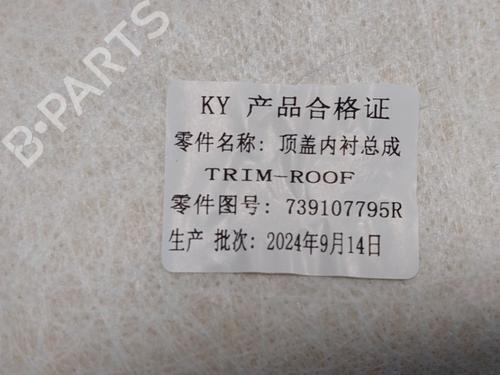 B-PARTS
KY 产品合格证
零件名称: 顶盖内衬总成
TRIM-ROOF
零件图号: 739107795R
生产 批次: 2024年9月14日